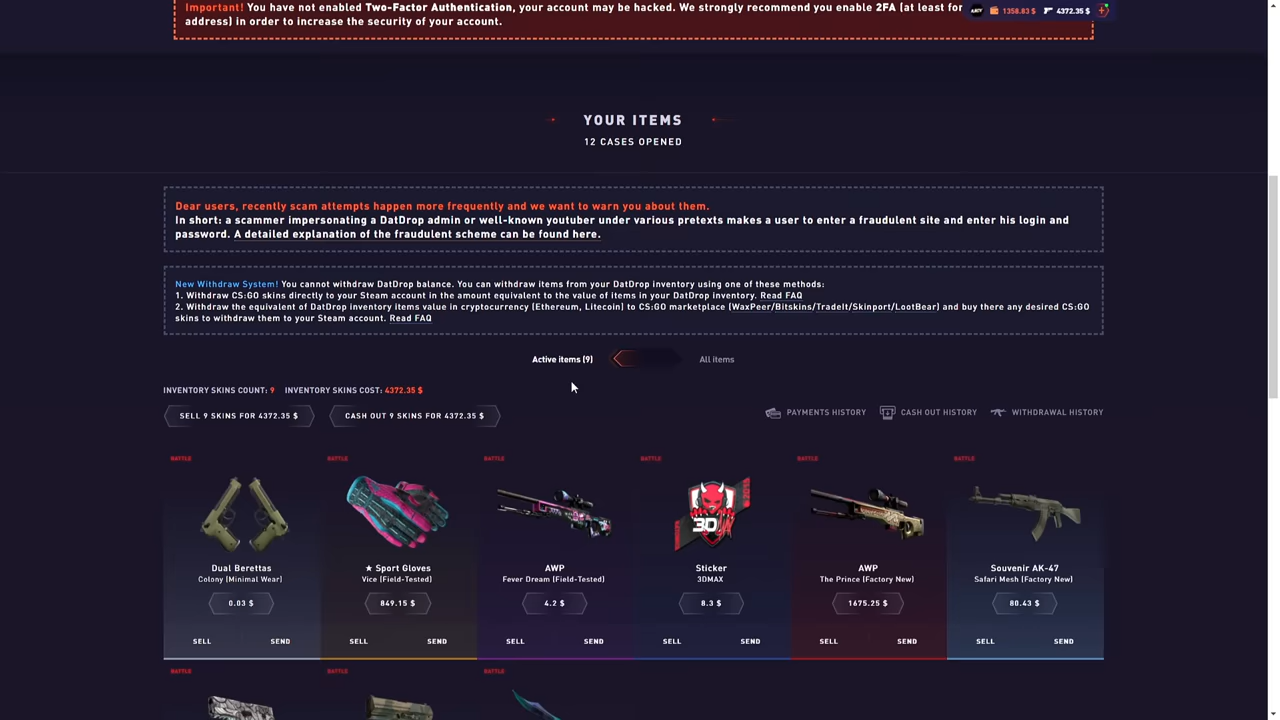 Important! You have not enabled Two-Factor Authentication, your account may be hacked. We strongly recommend you enable 2FA (at least for
address) in order to increase the security of your account.
1358.83 $ 4372.35 $
YOUR ITEMS
12 CASES OPENED
Dear users, recently scam attempts happen more frequently and we want to warn you about them.
In short: a scammer impersonating a DatDrop admin or well-known youtuber under various pretexts makes a user to enter a fraudulent site and enter his login and
password. A detailed explanation of the fraudulent scheme can be found here.
New Withdraw System! You cannot withdraw DatDrop balance. You can withdraw items from your DatDrop inventory using one of these methods:
1. Withdraw CS:GO skins directly to your Steam account in the amount equivalent to the value of items in your DatDrop inventory. Read FAQ
2. Withdraw the equivalent of DatDrop inventory items value in cryptocurrency (Ethereum, Litecoin) to CS:GO marketplace (WaxPeer/Bitskins/TradeIt/Skinport/LootBear) and buy there any desired CS:GO
skins to withdraw them to your Steam account. Read FAQ
Active items (9) All items
INVENTORY SKINS COUNT: 9 INVENTORY SKINS COST: 4372.35 $
SELL 9 SKINS FOR 4372.35 $ CASH OUT 9 SKINS FOR 4372.35 $ PAYMENTS HISTORY CASH OUT HISTORY WITHDRAWAL HISTORY
BATTLE BATTLE BATTLE BATTLE BATTLE BATTLE
3D
Dual Berettas ★ Sport Gloves AWP Sticker AWP Souvenir AK-47
Colony (Minimal Wear) Vice (Field-Tested) Fever Dream (Field-Tested) 3DMAX The Prince (Factory New) Safari Mesh (Factory New)
0.03 $ 849.15 $ 4.2 $ 8.3 $ 1675.25 $ 80.43 $
SELL SEND SELL SEND SELL SEND SELL SEND SELL SEND SELL SEND
BATTLE BATTLE BATTLE